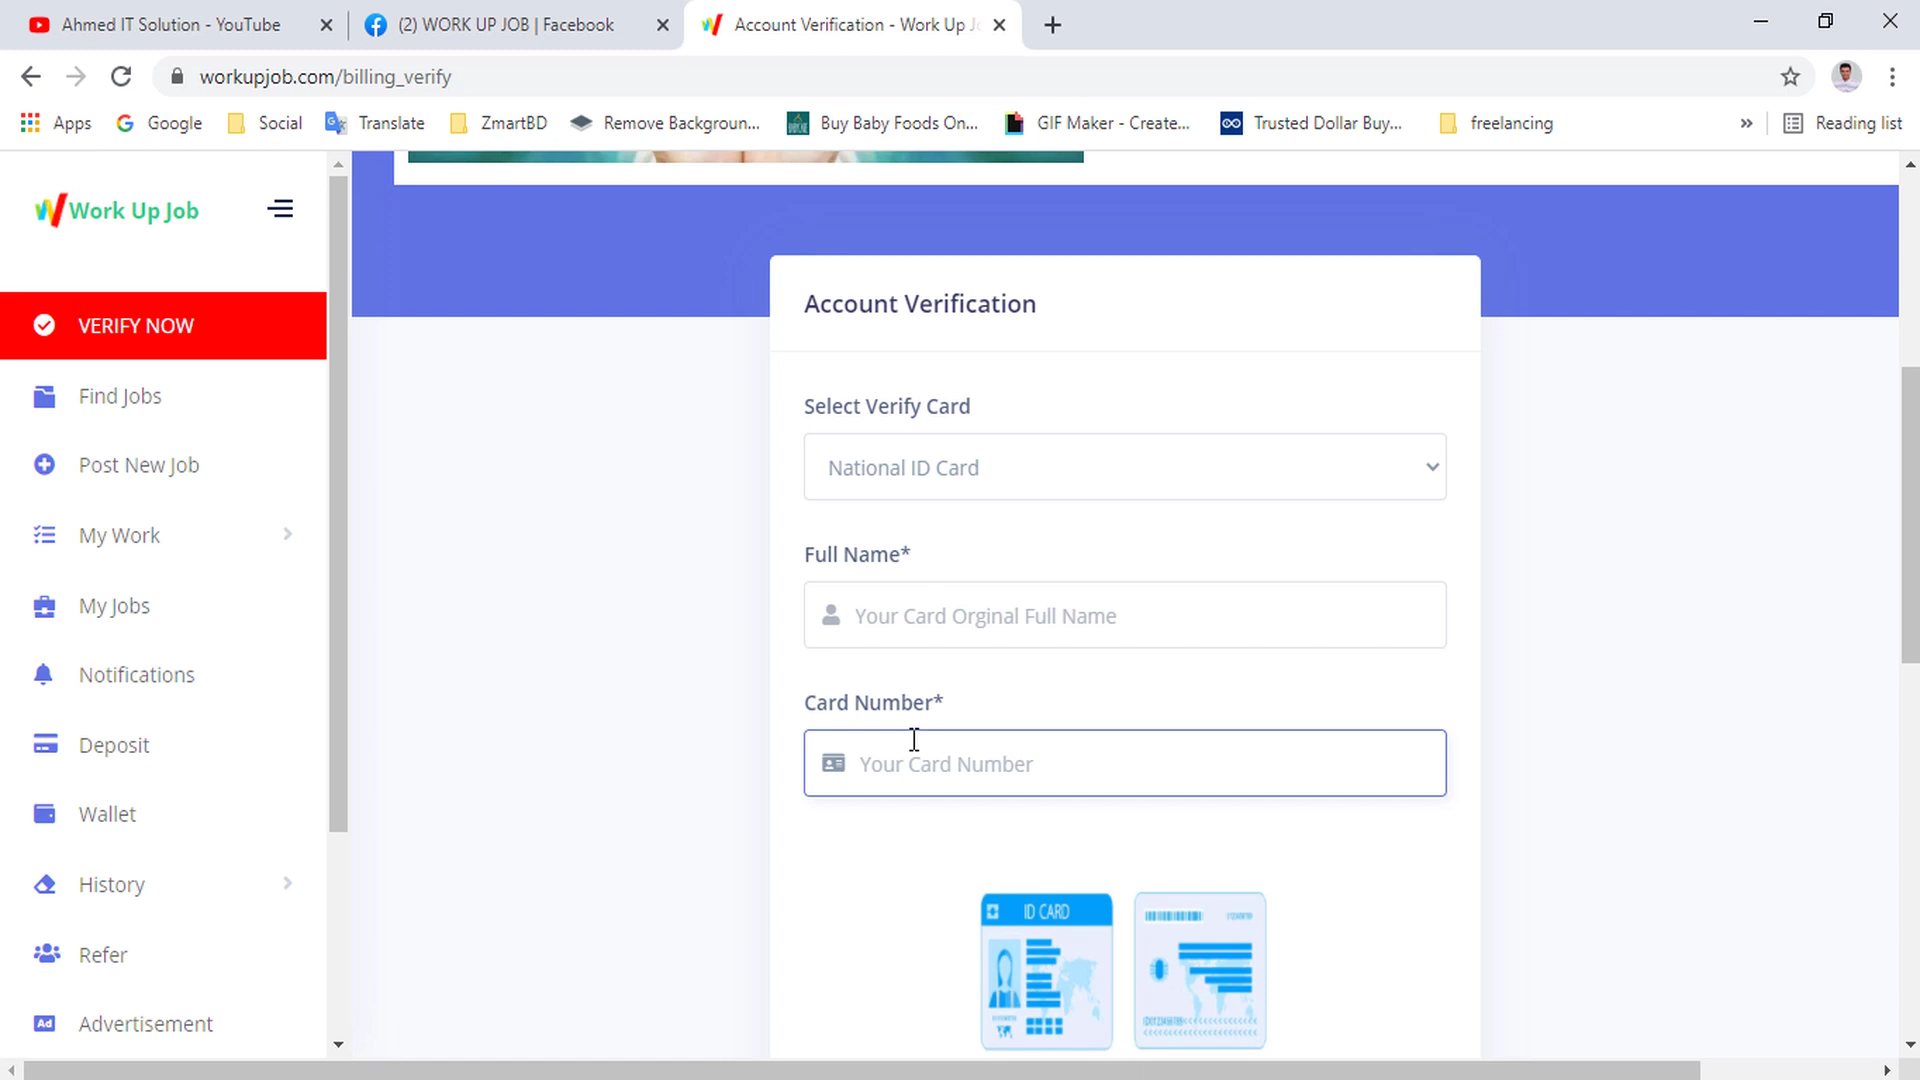 Ahmed IT Solution - YouTube
(2) WORK UP JOB | Facebook
Account Verification - Work Up Jo
workupjob.com/billing_verify
Apps
Google
Social
Translate
ZmartBD
Remove Backgroun...
Buy Baby Foods On...
GIF Maker - Create...
Trusted Dollar Buy...
freelancing
»
Reading list
Work Up Job
VERIFY NOW
Find Jobs
Post New Job
My Work
My Jobs
Notifications
Deposit
Wallet
History
Refer
Ad Advertisement
Account Verification
Select Verify Card
National ID Card
Full Name*
Your Card Orginal Full Name
Card Number*
Your Card Number
ID CARD